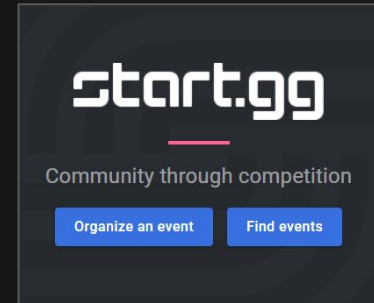 start.gg
Community through competition
Organize an event Find events